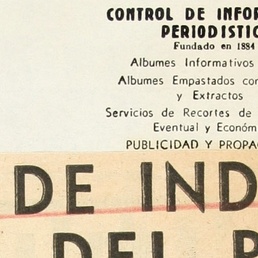 CONTROL DE INFOR
PERIODISTIC
Fundado en 1884
Albumes Informativos
Albumes Empastados con
y Extractos
Servicios de Recortes de
Eventual y Económ
PUBLICIDAD Y PROPA
DE IND
DEL P